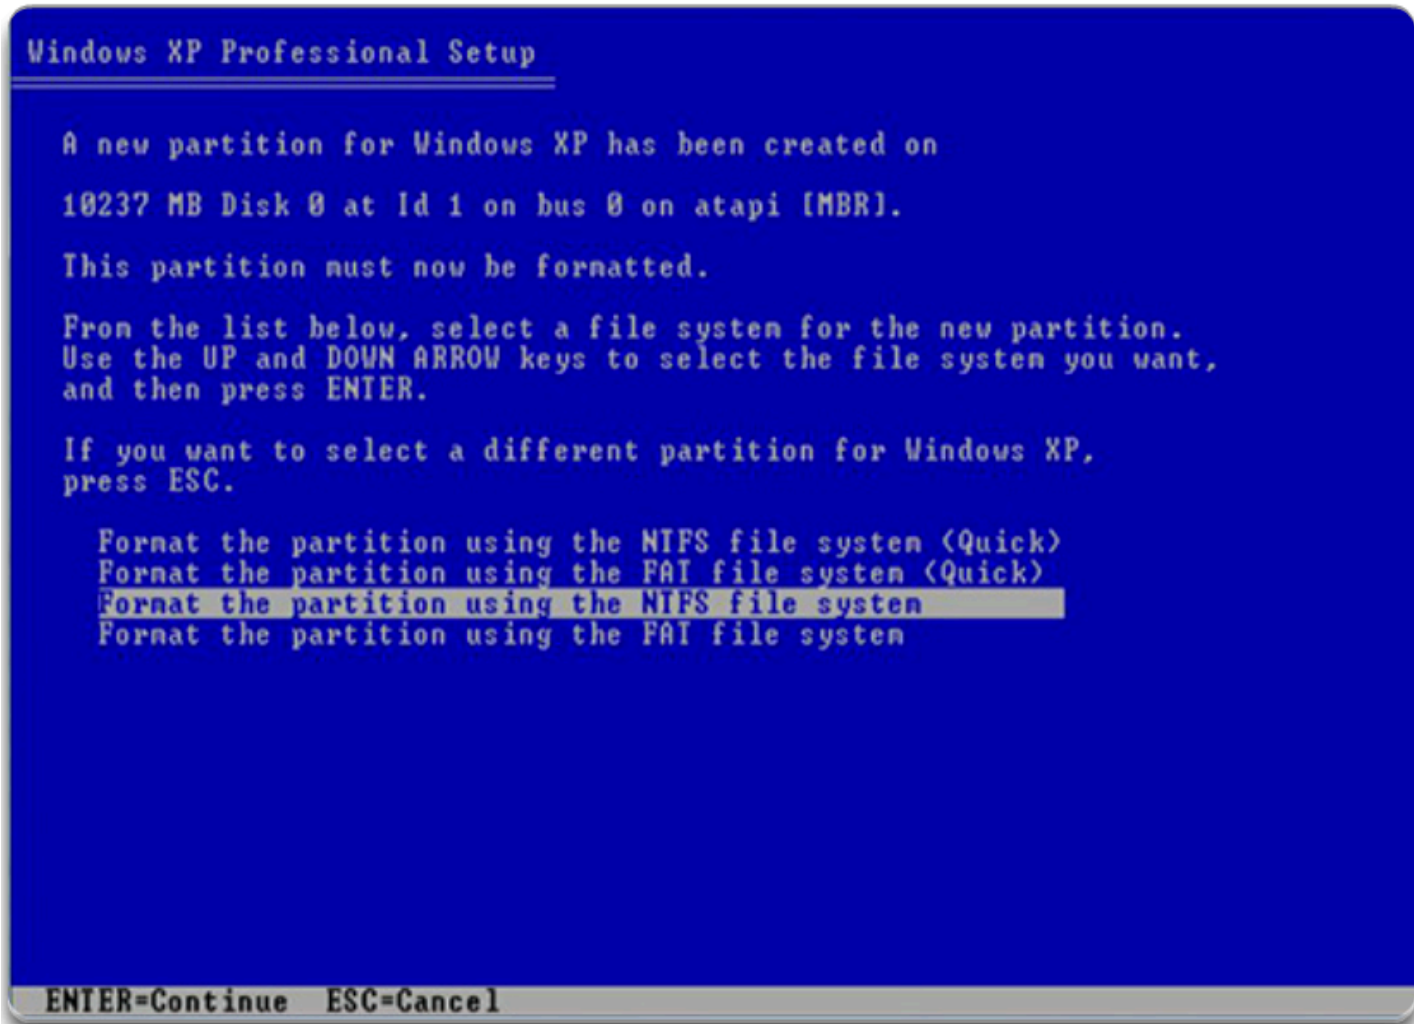 Windows XP Professional Setup
A new partition for Windows XP has been created on
10237 MB Disk 0 at Id 1 on bus 0 on atapi [MBR].
This partition must now be formatted.
From the list below, select a file system for the new partition.
Use the UP and DOWN ARROW keys to select the file system you want,
and then press ENTER.
If you want to select a different partition for Windows XP,
press ESC.
Format the partition using the NTFS file system (Quick)
Format the partition using the FAT file system (Quick)
Format the partition using the NTFS file system
Format the partition using the FAT file system
ENTER=Continue ESC=Cancel